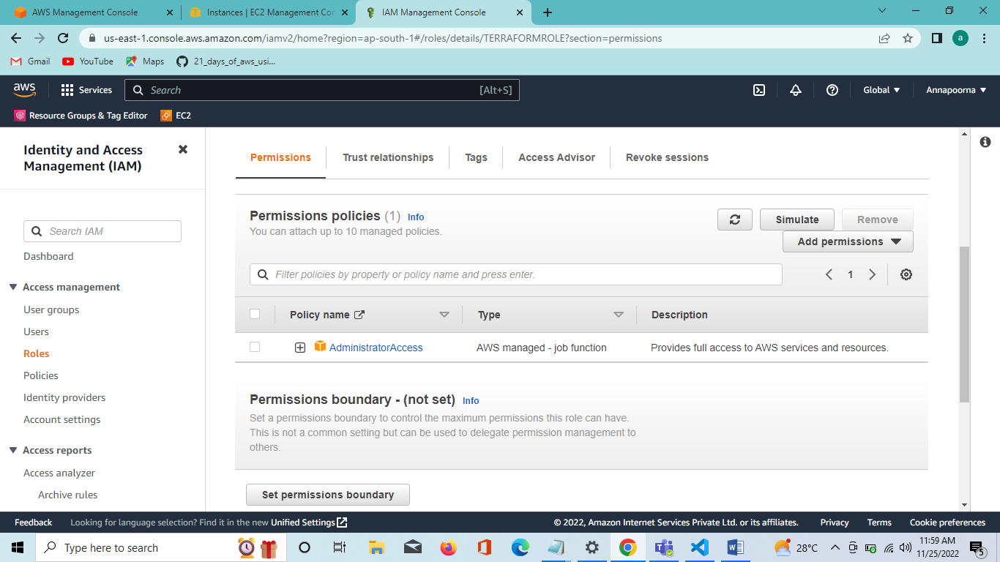 AWS Management Console
Instances | EC2 Management Con
IAM Management Console
us-east-1.console.aws.amazon.com/iamv2/home?region=ap-south-1#/roles/details/TERRAFORMROLE?section=permissions
a
Gmail
YouTube
Maps
21_days_of_aws_usi...
aws
Services
Search
[Alt+S]
Global
Annapoorna
Resource Groups & Tag Editor
EC2
Identity and Access
Management (IAM)
Search IAM
Dashboard
Access management
User groups
Users
Roles
Policies
Identity providers
Account settings
Access reports
Access analyzer
Archive rules
Permissions
Trust relationships
Tags
Access Advisor
Revoke sessions
Permissions policies (1) Info
You can attach up to 10 managed policies.
Simulate
Remove
Add permissions
Filter policies by property or policy name and press enter.
1
Policy name
Type
Description
AdministratorAccess
AWS managed - job function
Provides full access to AWS services and resources.
Permissions boundary - (not set) Info
Set a permissions boundary to control the maximum permissions this role can have.
This is not a common setting but can be used to delegate permission management to
others.
Set permissions boundary
Feedback
Looking for language selection? Find it in the new Unified Settings
© 2022, Amazon Internet Services Private Ltd. or its affiliates.
Privacy
Terms
Cookie preferences
Type here to search
28°C
11:59 AM
11/25/2022
5